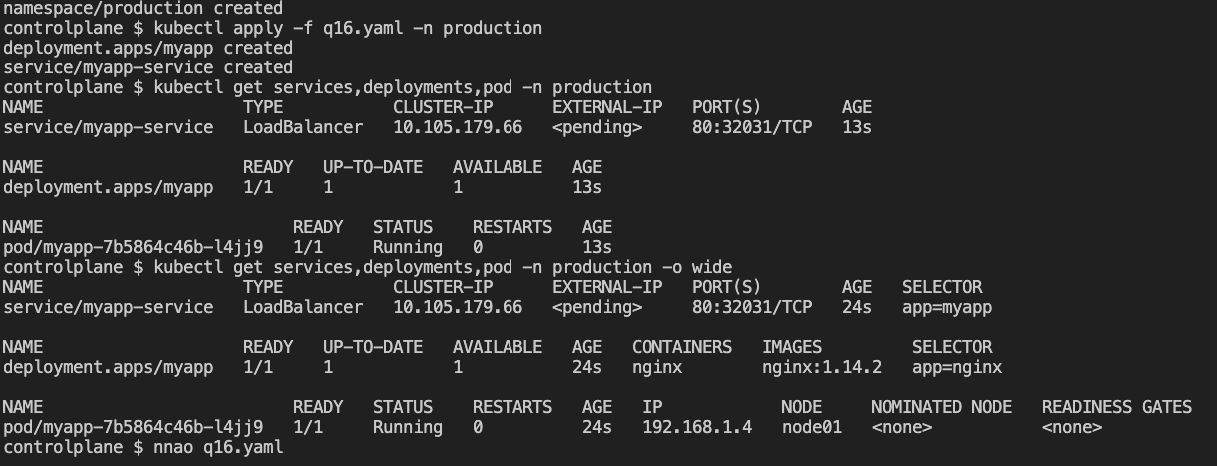 namespace/production created
controlplane $ kubectl apply -f q16.yaml -n production
deployment.apps/myapp created
service/myapp-service created
controlplane $ kubectl get services,deployments,pod -n production
NAME                    TYPE           CLUSTER-IP      EXTERNAL-IP   PORT(S)        AGE
service/myapp-service   LoadBalancer   10.105.179.66   <pending>     80:32031/TCP   13s

NAME                    READY   UP-TO-DATE   AVAILABLE   AGE
deployment.apps/myapp   1/1     1            1           13s

NAME                         READY   STATUS    RESTARTS   AGE
pod/myapp-7b5864c46b-l4jj9   1/1     Running   0          13s
controlplane $ kubectl get services,deployments,pod -n production -o wide
NAME                    TYPE           CLUSTER-IP      EXTERNAL-IP   PORT(S)        AGE   SELECTOR
service/myapp-service   LoadBalancer   10.105.179.66   <pending>     80:32031/TCP   24s   app=myapp

NAME                    READY   UP-TO-DATE   AVAILABLE   AGE   CONTAINERS   IMAGES         SELECTOR
deployment.apps/myapp   1/1     1            1           24s   nginx        nginx:1.14.2   app=nginx

NAME                         READY   STATUS    RESTARTS   AGE   IP            NODE     NOMINATED NODE   READINESS GATES
pod/myapp-7b5864c46b-l4jj9   1/1     Running   0          24s   192.168.1.4   node01   <none>           <none>
controlplane $ nnao q16.yaml